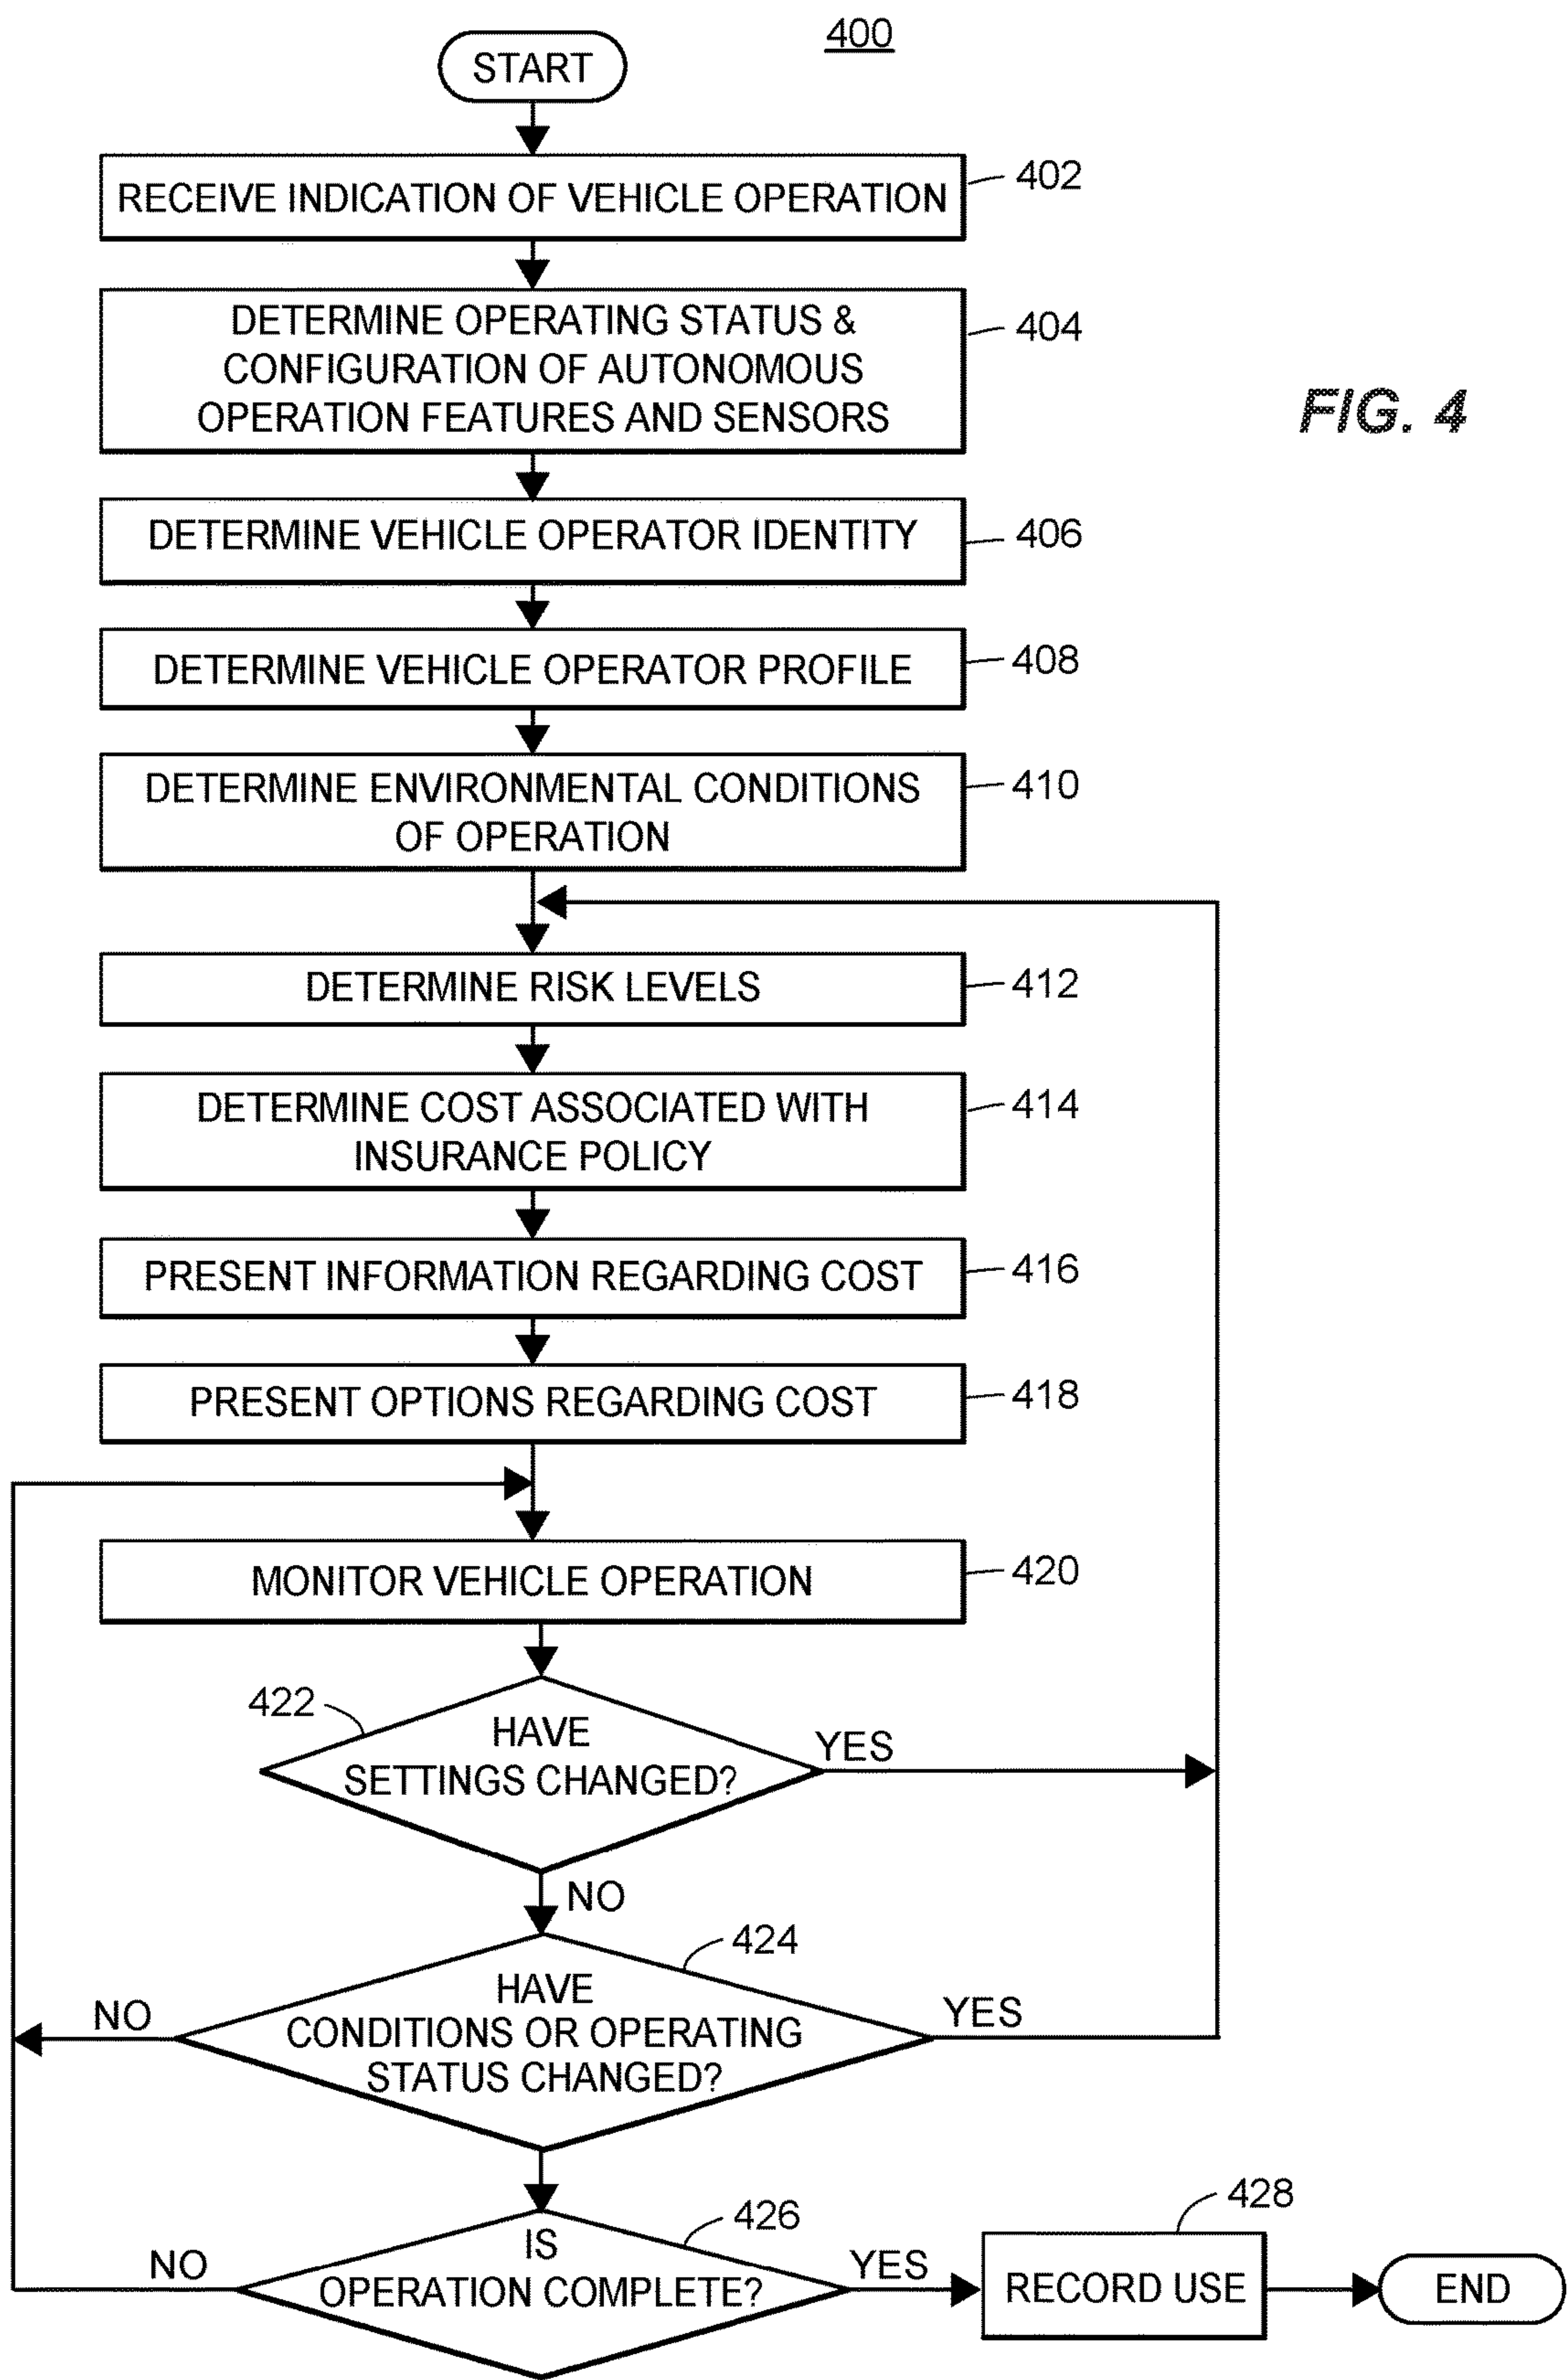 400
START
RECEIVE INDICATION OF VEHICLE OPERATION
402
DETERMINE OPERATING STATUS &
CONFIGURATION OF AUTONOMOUS
OPERATION FEATURES AND SENSORS
404
FIG. 4
DETERMINE VEHICLE OPERATOR IDENTITY
406
DETERMINE VEHICLE OPERATOR PROFILE
408
DETERMINE ENVIRONMENTAL CONDITIONS
OF OPERATION
410
DETERMINE RISK LEVELS
412
DETERMINE COST ASSOCIATED WITH
INSURANCE POLICY
414
PRESENT INFORMATION REGARDING COST
416
PRESENT OPTIONS REGARDING COST
418
MONITOR VEHICLE OPERATION
420
422
HAVE
SETTINGS CHANGED?
YES
NO
424
HAVE
CONDITIONS OR OPERATING
STATUS CHANGED?
NO
YES
426
IS
OPERATION COMPLETE?
NO
YES
428
RECORD USE
END